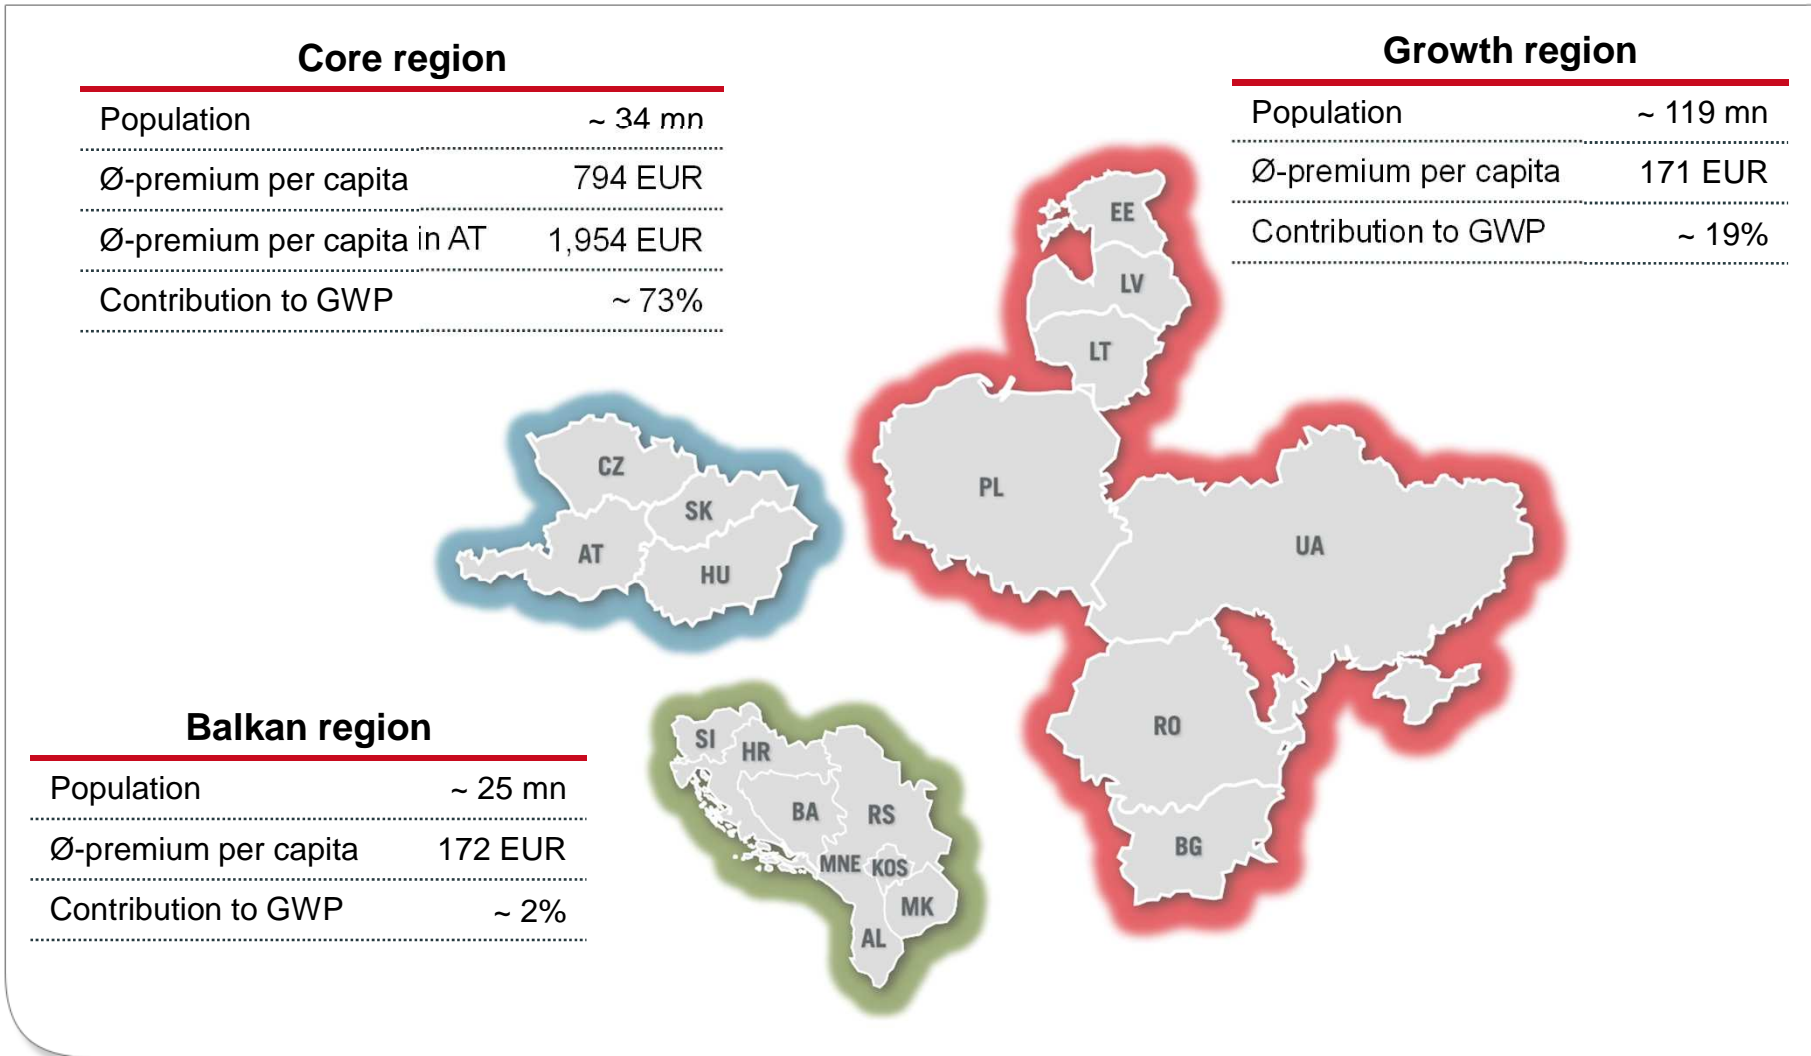 Core region
Population ~ 34 mn
Ø-premium per capita 794 EUR
Ø-premium per capita in AT 1,954 EUR
Contribution to GWP ~ 73%
Growth region
Population ~ 119 mn
Ø-premium per capita 171 EUR
Contribution to GWP ~ 19%
EE
LV
LT
PL
UA
RO
BG
CZ
SK
AT
HU
Balkan region
Population ~ 25 mn
Ø-premium per capita 172 EUR
Contribution to GWP ~ 2%
SI
HR
BA
RS
MNE
KOS
MK
AL